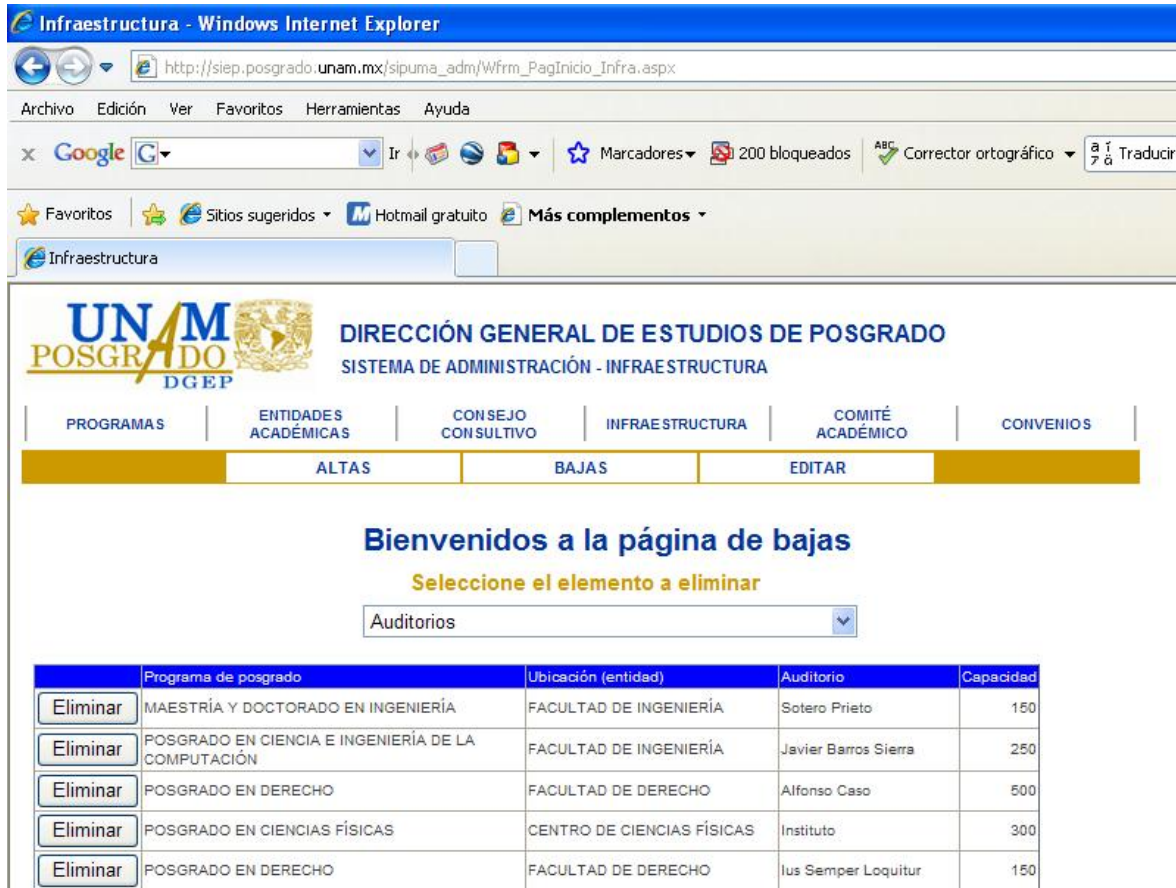 Infraestructura - Windows Internet Explorer
http://siep.posgrado.unam.mx/sipuma_adm/Wfrm_PagInicio_Infra.aspx
Archivo Edición Ver Favoritos Herramientas Ayuda
x Google G Ir Marcadores 200 bloqueados ABC Corrector ortográfico Traducir
Favoritos Sitios sugeridos Hotmail gratuito Más complementos
Infraestructura
UNAM
POSGRADO
DGEP
DIRECCIÓN GENERAL DE ESTUDIOS DE POSGRADO
SISTEMA DE ADMINISTRACIÓN - INFRAESTRUCTURA
PROGRAMAS ENTIDADES ACADÉMICAS CONSEJO CONSULTIVO INFRAESTRUCTURA COMITÉ ACADÉMICO CONVENIOS
ALTAS BAJAS EDITAR
Bienvenidos a la página de bajas
Seleccione el elemento a eliminar
Auditorios
Programa de posgrado Ubicación (entidad) Auditorio Capacidad
Eliminar MAESTRÍA Y DOCTORADO EN INGENIERÍA FACULTAD DE INGENIERÍA Sotero Prieto 150
Eliminar POSGRADO EN CIENCIA E INGENIERÍA DE LA COMPUTACIÓN FACULTAD DE INGENIERÍA Javier Barros Sierra 250
Eliminar POSGRADO EN DERECHO FACULTAD DE DERECHO Alfonso Caso 500
Eliminar POSGRADO EN CIENCIAS FÍSICAS CENTRO DE CIENCIAS FÍSICAS Instituto 300
Eliminar POSGRADO EN DERECHO FACULTAD DE DERECHO Ius Semper Loquitur 150